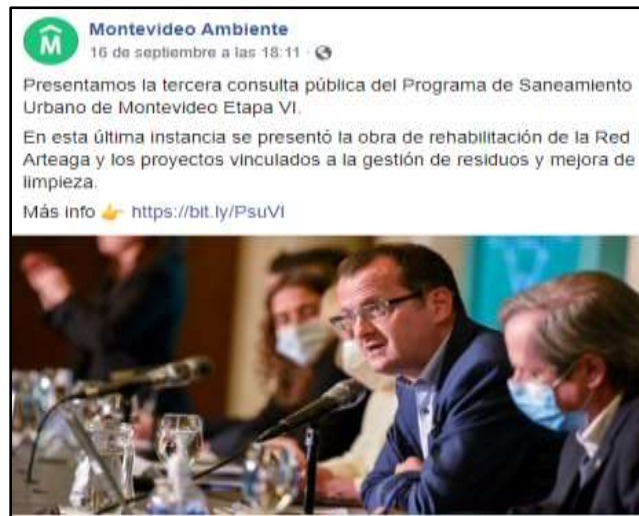 Montevideo Ambiente
16 de septiembre a las 18:11 ·
Presentamos la tercera consulta pública del Programa de Saneamiento
Urbano de Montevideo Etapa VI.
En esta última instancia se presentó la obra de rehabilitación de la Red
Arteaga y los proyectos vinculados a la gestión de residuos y mejora de
limpieza.
Más info 👉 https://bit.ly/PsuVI